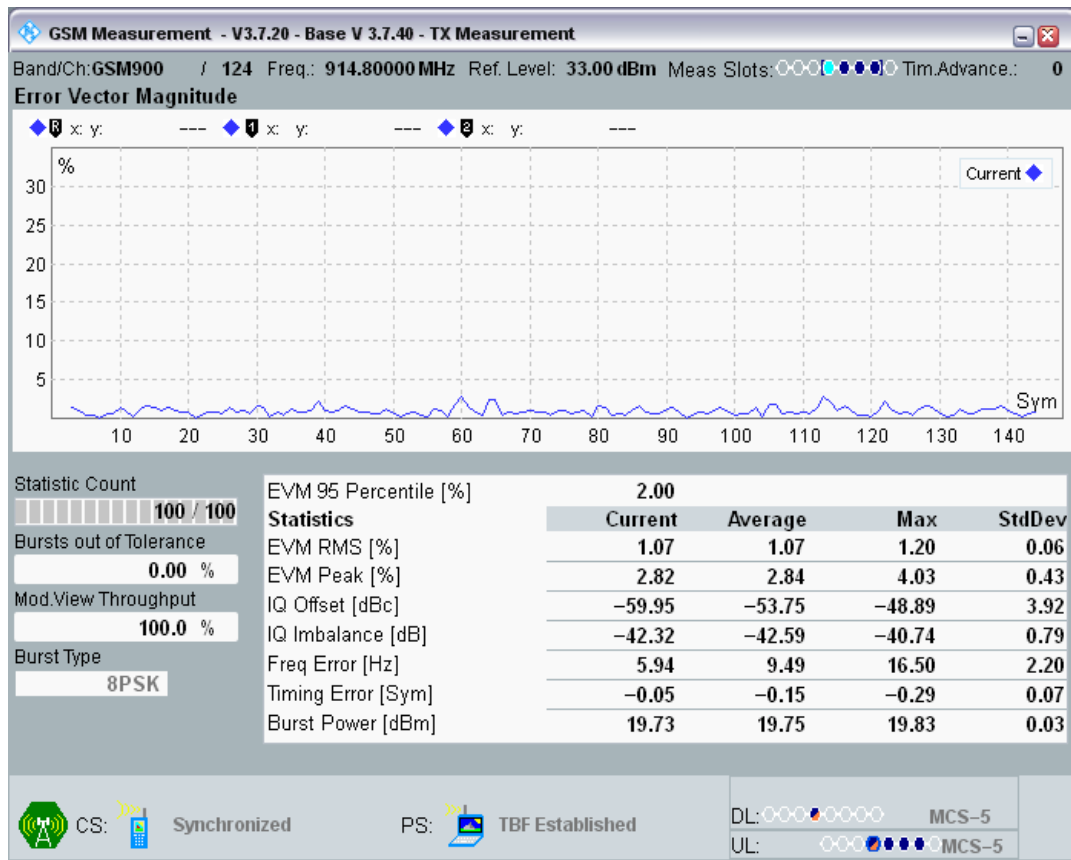 GSM Measurement - V3.7.20 - Base V 3.7.40 - TX Measurement
Band/Ch:GSM900 / 124 Freq.: 914.80000 MHz Ref. Level: 33.00 dBm Meas Slots: Tim.Advance.: 0
Error Vector Magnitude
R x: y: --- 1 x: y: --- 2 x: y: ---
%
Current
30
25
20
15
10
5
Sym
10 20 30 40 50 60 70 80 90 100 110 120 130 140
Statistic Count
100 / 100
Bursts out of Tolerance
0.00 %
Mod.View Throughput
100.0 %
Burst Type
8PSK
EVM 95 Percentile [%] 2.00
Statistics Current Average Max StdDev
EVM RMS [%] 1.07 1.07 1.20 0.06
EVM Peak [%] 2.82 2.84 4.03 0.43
IQ Offset [dBc] −59.95 −53.75 −48.89 3.92
IQ Imbalance [dB] −42.32 −42.59 −40.74 0.79
Freq Error [Hz] 5.94 9.49 16.50 2.20
Timing Error [Sym] −0.05 −0.15 −0.29 0.07
Burst Power [dBm] 19.73 19.75 19.83 0.03
CS: Synchronized PS: TBF Established
DL: MCS−5
UL: MCS−5